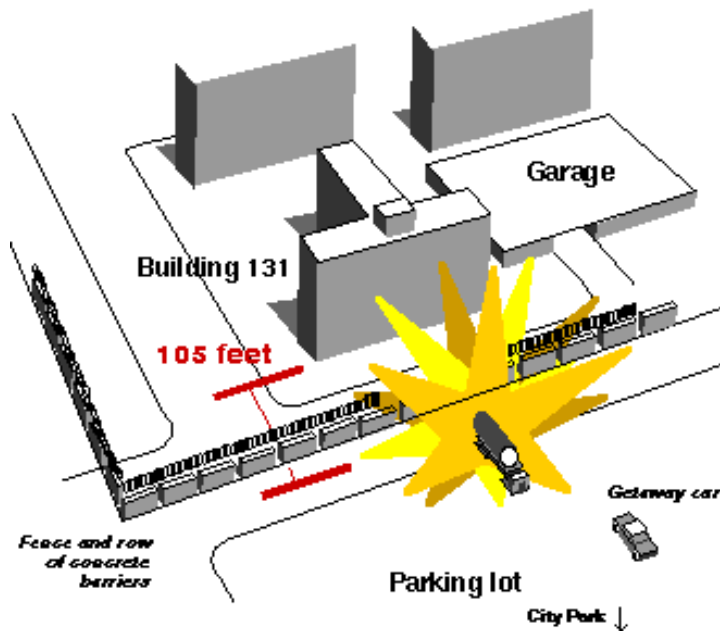 Garage
Building 131
105 feet
Getaway car
Fence and row
of concrete
barriers
Parking lot
City Park ↓